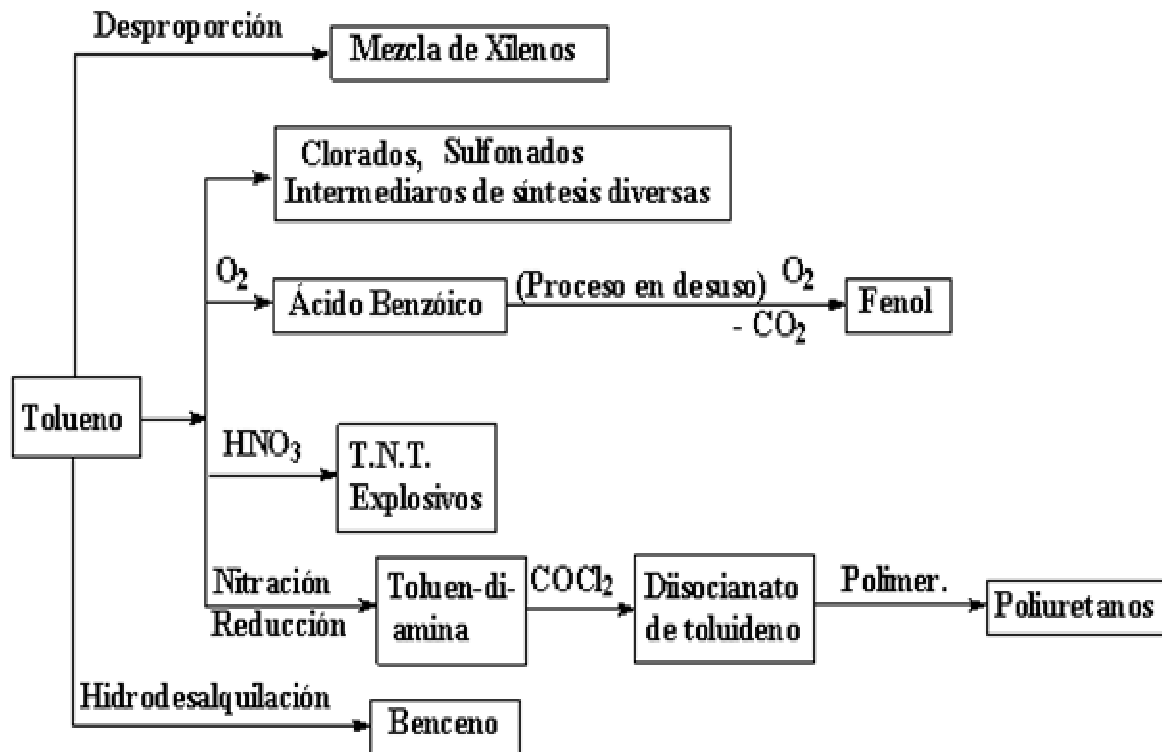 Desproporción
Mezcla de Xilenos
Clorados, Sulfonados
Intermediaros de síntesis diversas
O₂
Ácido Benzóico
(Proceso en desuso) O₂
- CO₂
Fenol
Tolueno
HNO₃
T.N.T.
Explosivos
Nitración
Reducción
Toluen-di-
amina
COCl₂
Diisocianato
de toluideno
Polimer.
Poliuretanos
Hidrodesalquilación
Benceno